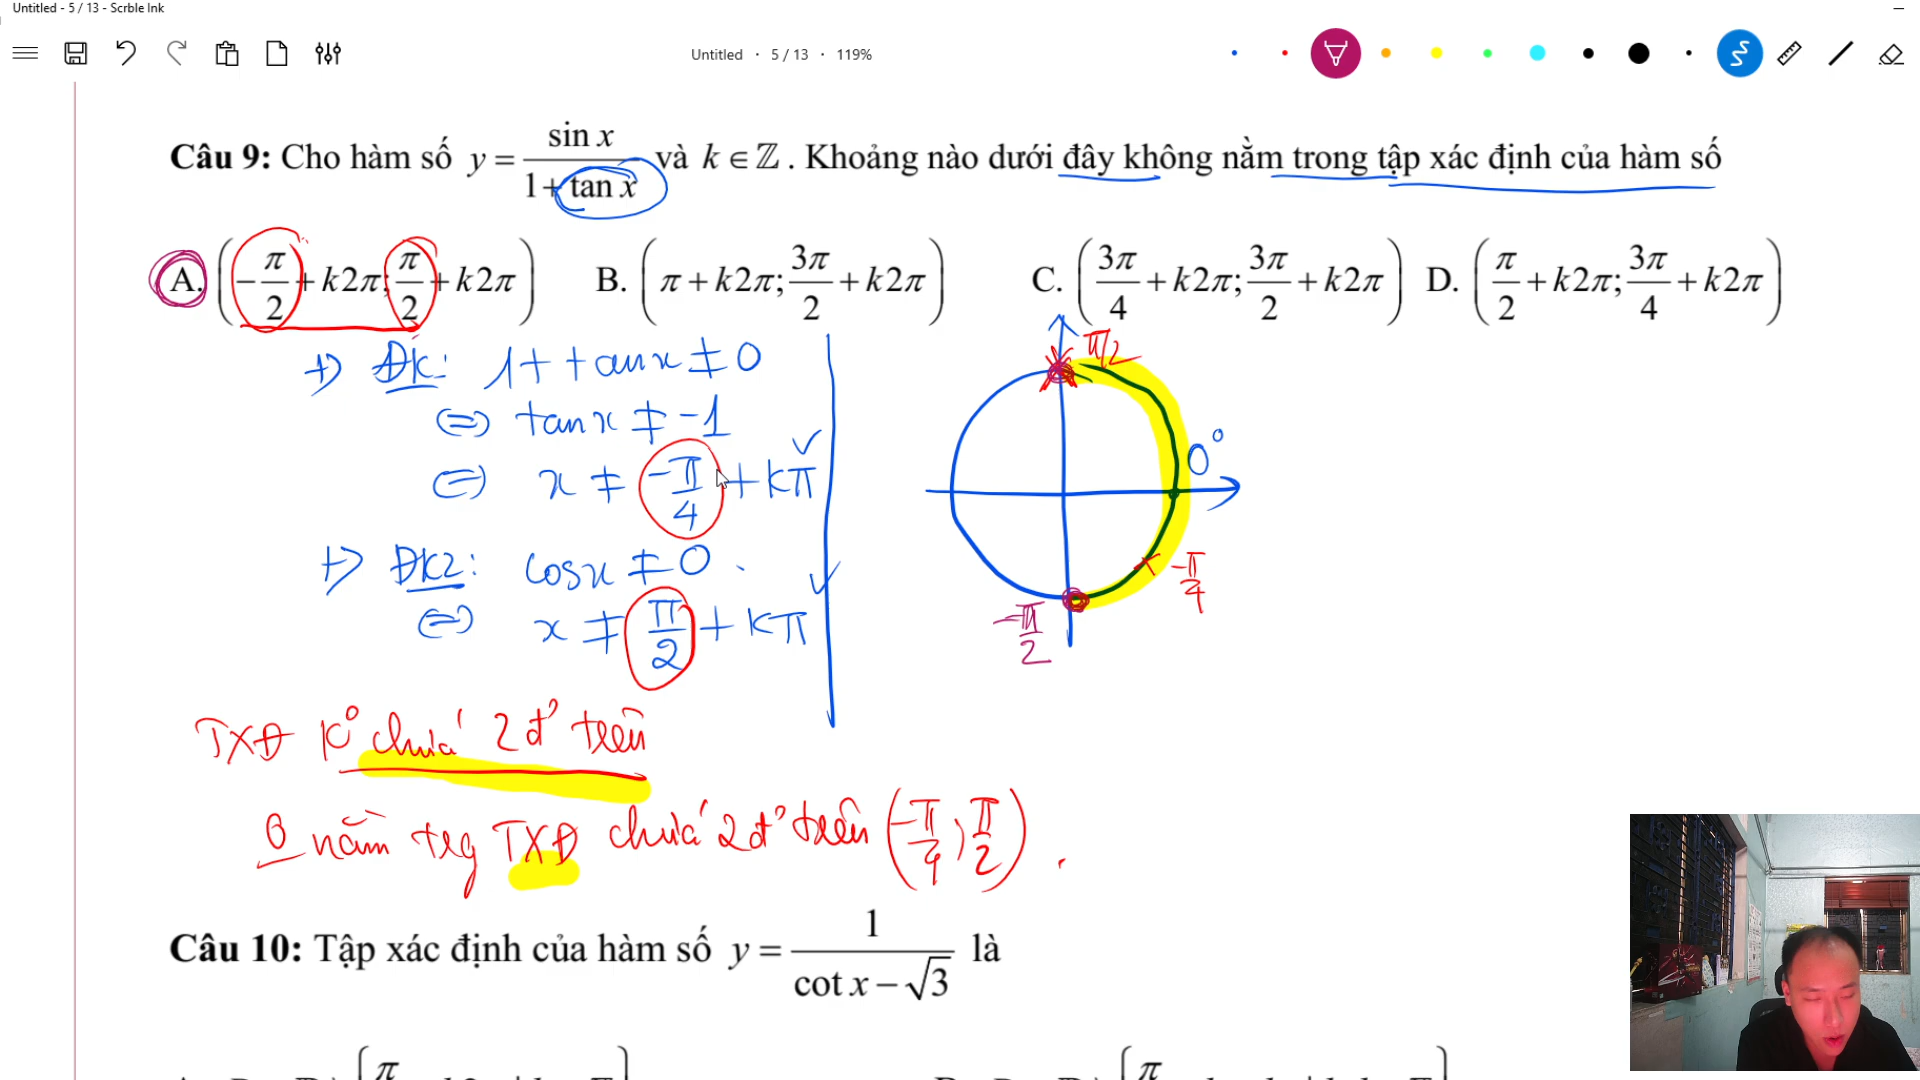 Untitled - 5 / 13 - Scrble Ink
Untitled · 5 / 13 · 119%
Câu 9: Cho hàm số y = sin x / (1 + tan x) và k ∈ ℤ. Khoảng nào dưới đây không nằm trong tập xác định của hàm số
A. (−π/2 + k2π; π/2 + k2π) B. (π + k2π; 3π/2 + k2π) C. (3π/4 + k2π; 3π/2 + k2π) D. (π/2 + k2π; 3π/4 + k2π)
+) ĐK: 1 + tan x ≠ 0
⇔ tan x ≠ −1
⇔ x ≠ −π/4 + kπ
+) ĐK2: cos x ≠ 0
⇔ x ≠ π/2 + kπ
π/2
0°
−π/4
−π/2
TXĐ K° chứa 2 đ' trên
nằm trg TXĐ chứa 2 đ' trên (−π/4; π/2).
Câu 10: Tập xác định của hàm số y = 1 / (cot x − √3) là